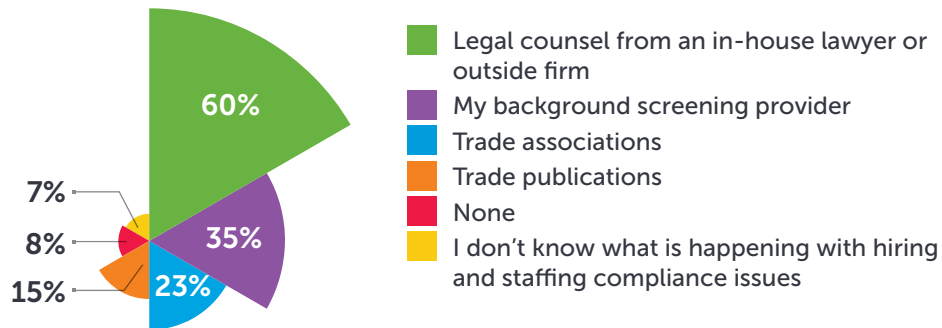 60%
35%
23%
15%
8%
7%
Legal counsel from an in-house lawyer or
outside firm
My background screening provider
Trade associations
Trade publications
None
I don’t know what is happening with hiring
and staffing compliance issues